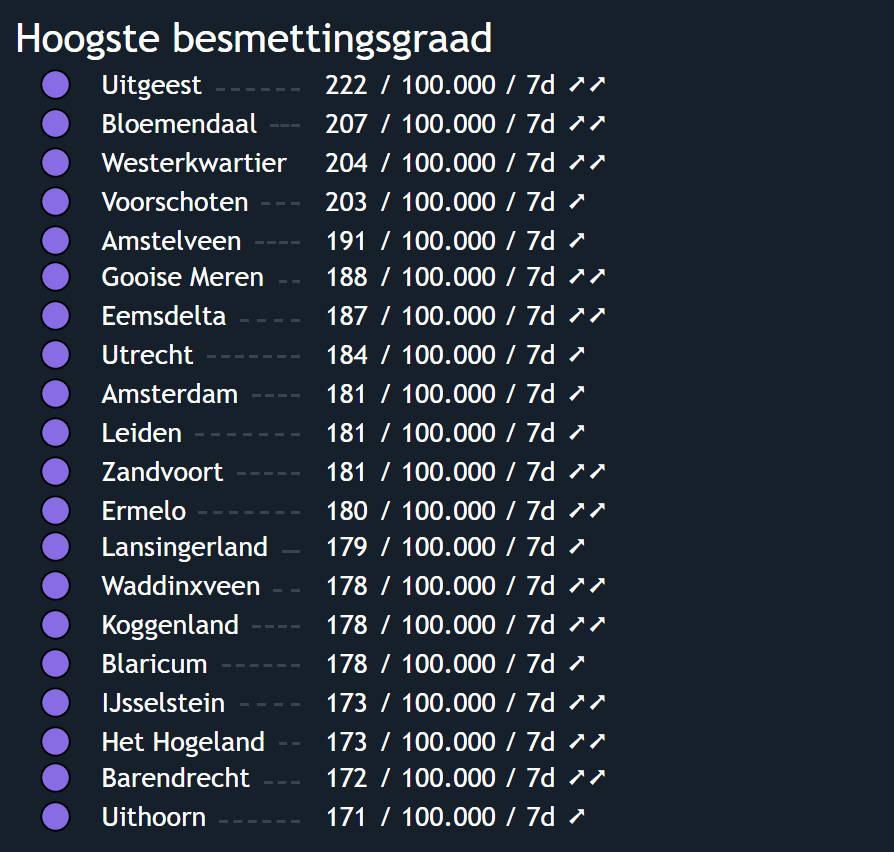 Hoogste besmettingsgraad
Uitgeest ------ 222 / 100.000 / 7d ➚➚
Bloemendaal --- 207 / 100.000 / 7d ➚➚
Westerkwartier 204 / 100.000 / 7d ➚➚
Voorschoten --- 203 / 100.000 / 7d ➚
Amstelveen ---- 191 / 100.000 / 7d ➚
Gooise Meren -- 188 / 100.000 / 7d ➚➚
Eemsdelta ---- 187 / 100.000 / 7d ➚➚
Utrecht ------- 184 / 100.000 / 7d ➚
Amsterdam ---- 181 / 100.000 / 7d ➚
Leiden -------- 181 / 100.000 / 7d ➚
Zandvoort ----- 181 / 100.000 / 7d ➚➚
Ermelo ------- 180 / 100.000 / 7d ➚➚
Lansingerland - 179 / 100.000 / 7d ➚
Waddinxveen -- 178 / 100.000 / 7d ➚➚
Koggenland ---- 178 / 100.000 / 7d ➚➚
Blaricum ------ 178 / 100.000 / 7d ➚
IJsselstein ---- 173 / 100.000 / 7d ➚➚
Het Hogeland -- 173 / 100.000 / 7d ➚➚
Barendrecht --- 172 / 100.000 / 7d ➚➚
Uithoorn ------ 171 / 100.000 / 7d ➚